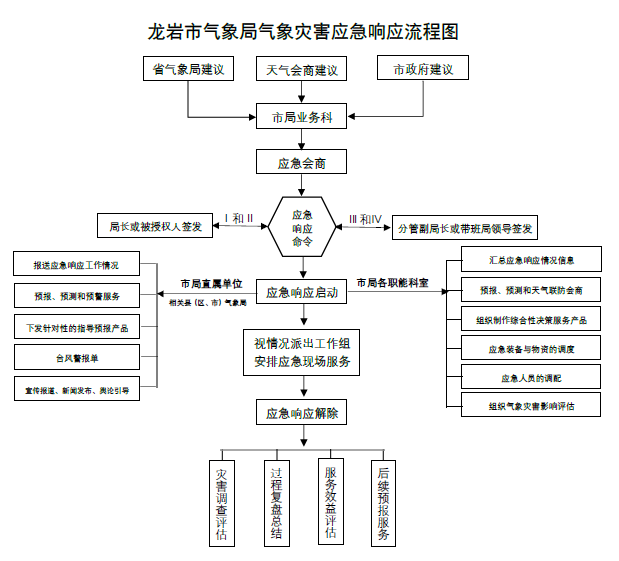 龙岩市气象局气象灾害应急响应流程图
省气象局建议
天气会商建议
市政府建议
市局业务科
应急会商
局长或被授权人签发
I 和 II
应急
响应
命令
III 和IV
分管副局长或带班局领导签发
报送应急响应工作情况
预报、预测和预警服务
下发针对性的指导预报产品
台风警报单
宣传报道、新闻发布、舆论引导
市局直属单位
相关县（区、市）气象局
应急响应启动
市局各职能科室
汇总应急响应情况信息
预报、预测和天气联防会商
组织制作综合性决策服务产品
应急装备与物资的调度
应急人员的调配
组织气象灾害影响评估
视情况派出工作组
安排应急现场服务
应急响应解除
灾害调查评估
过程复盘总结
服务效益评估
后续预报服务